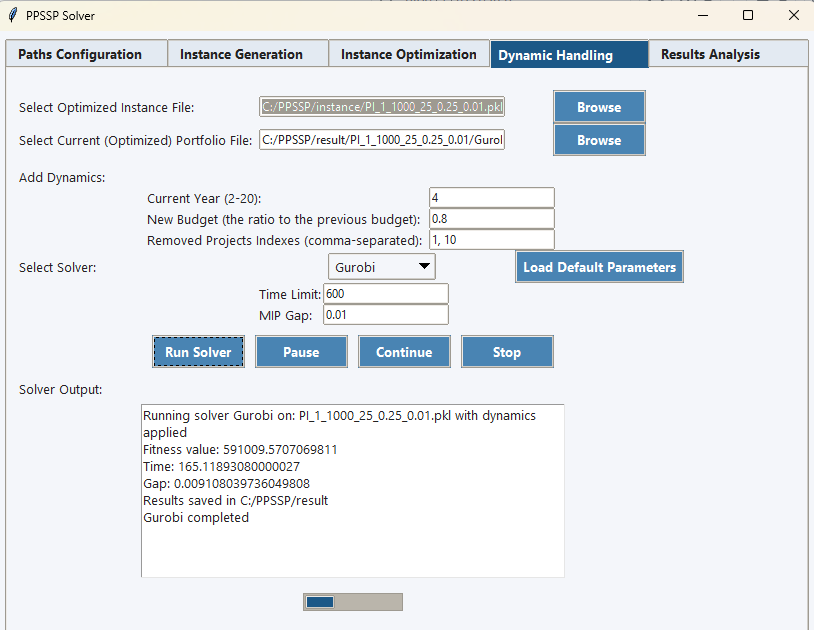 PPSSP Solver
Paths Configuration
Instance Generation
Instance Optimization
Dynamic Handling
Results Analysis
Select Optimized Instance File:
C:/PPSSP/instance/PI_1_1000_25_0.25_0.01.pkl
Browse
Select Current (Optimized) Portfolio File:
C:/PPSSP/result/PI_1_1000_25_0.25_0.01/Gurol
Browse
Add Dynamics:
Current Year (2-20):
4
New Budget (the ratio to the previous budget):
0.8
Removed Projects Indexes (comma-separated):
1, 10
Select Solver:
Gurobi
Load Default Parameters
Time Limit:
600
MIP Gap:
0.01
Run Solver
Pause
Continue
Stop
Solver Output:
Running solver Gurobi on: PI_1_1000_25_0.25_0.01.pkl with dynamics
applied
Fitness value: 591009.5707069811
Time: 165.11893080000027
Gap: 0.009108039736049808
Results saved in C:/PPSSP/result
Gurobi completed